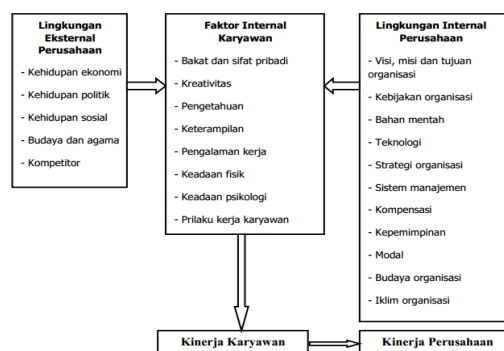 Lingkungan
Eksternal
Perusahaan
- Kehidupan ekonomi
- Kehidupan politik
- Kehidupan sosial
- Budaya dan agama
- Kompetitor
Faktor Internal
Karyawan
- Bakat dan sifat pribadi
- Kreativitas
- Pengetahuan
- Keterampilan
- Pengalaman kerja
- Keadaan fisik
- Keadaan psikologi
- Prilaku kerja karyawan
Lingkungan Internal
Perusahaan
- Visi, misi dan tujuan
organisasi
- Kebijakan organisasi
- Bahan mentah
- Teknologi
- Strategi organisasi
- Sistem manajemen
- Kompensasi
- Kepemimpinan
- Modal
- Budaya organisasi
- Iklim organisasi
Kinerja Karyawan
Kinerja Perusahaan